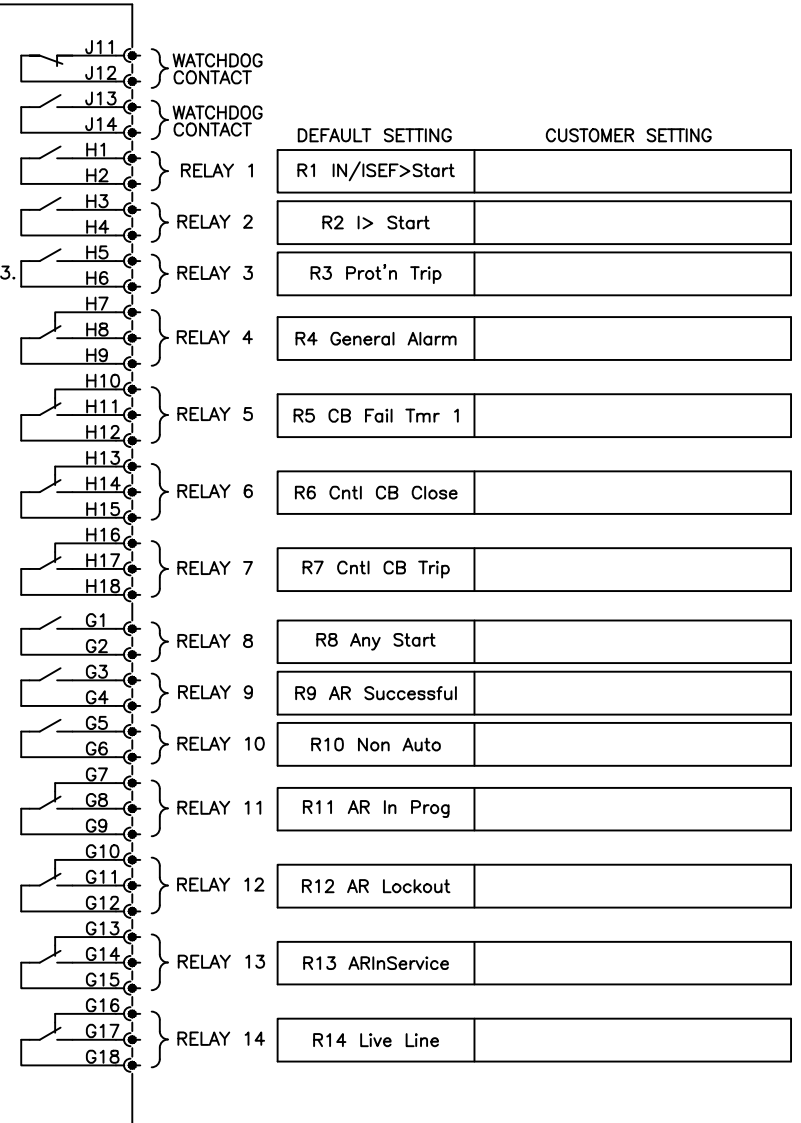 J11
J12
WATCHDOG
CONTACT
J13
J14
WATCHDOG
CONTACT
DEFAULT SETTING
CUSTOMER SETTING
H1
H2
RELAY 1
R1 IN/ISEF>Start
H3
H4
RELAY 2
R2 I> Start
3.
H5
H6
RELAY 3
R3 Prot'n Trip
H7
H8
H9
RELAY 4
R4 General Alarm
H10
H11
H12
RELAY 5
R5 CB Fail Tmr 1
H13
H14
H15
RELAY 6
R6 Cntl CB Close
H16
H17
H18
RELAY 7
R7 Cntl CB Trip
G1
G2
RELAY 8
R8 Any Start
G3
G4
RELAY 9
R9 AR Successful
G5
G6
RELAY 10
R10 Non Auto
G7
G8
G9
RELAY 11
R11 AR In Prog
G10
G11
G12
RELAY 12
R12 AR Lockout
G13
G14
G15
RELAY 13
R13 ARInService
G16
G17
G18
RELAY 14
R14 Live Line